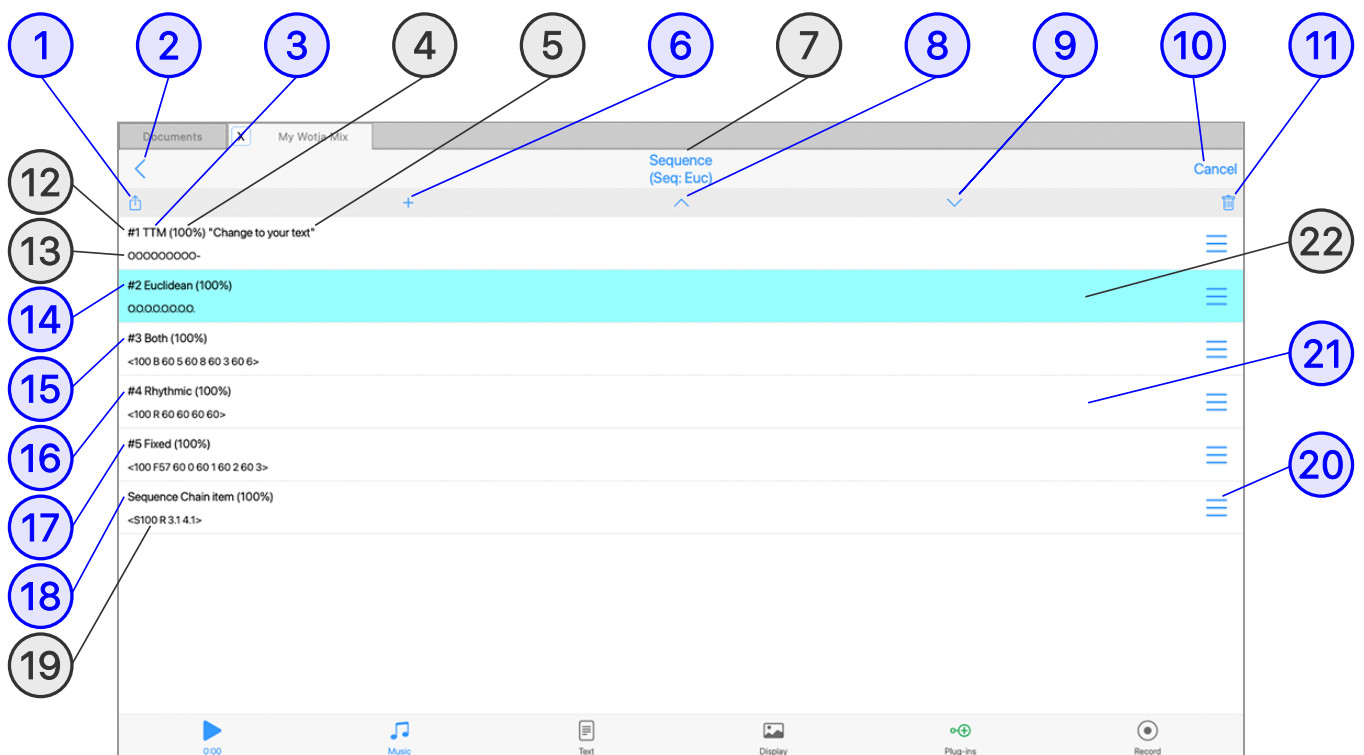 1 2 3 4 5 6 7 8 9 10 11
Documents X My Wotja Mix
Sequence
(Seq: Euc)
Cancel
12
#1 TTM (100%) "Change to your text"
13
OOOOOOOOO-
22
14
#2 Euclidean (100%)
O.O.O.O.O.O.O.
15
#3 Both (100%)
<100 B 60 5 60 8 60 3 60 6>
21
16
#4 Rhythmic (100%)
<100 R 60 60 60 60>
17
#5 Fixed (100%)
<100 F57 60 0 60 1 60 2 60 3>
20
18
Sequence Chain item (100%)
<S100 R 3.1 4.1>
19
0:00 Music Text Display Plug-ins Record